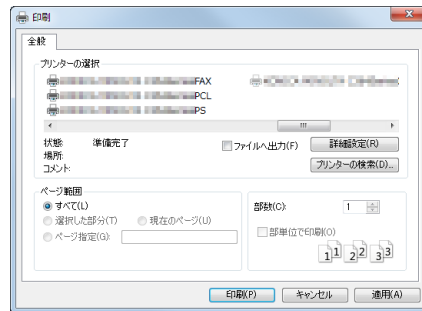 印刷
全般
プリンターの選択
FAX
PCL
PS
状態: 準備完了
場所:
コメント:
ファイルへ出力(F)
詳細設定(R)
プリンターの検索(D)...
ページ範囲
すべて(L)
選択した部分(T) 現在のページ(U)
ページ指定(G):
部数(C): 1
部単位で印刷(O)
11 22 33
印刷(P) キャンセル 適用(A)